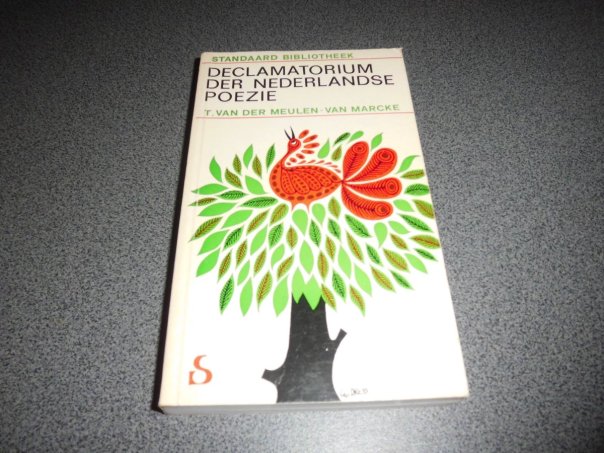 STANDAARD BIBLIOTHEEK
DECLAMATORIUM
DER NEDERLANDSE
POEZIE
T. VAN DER MEULEN-VAN MARCKE
S